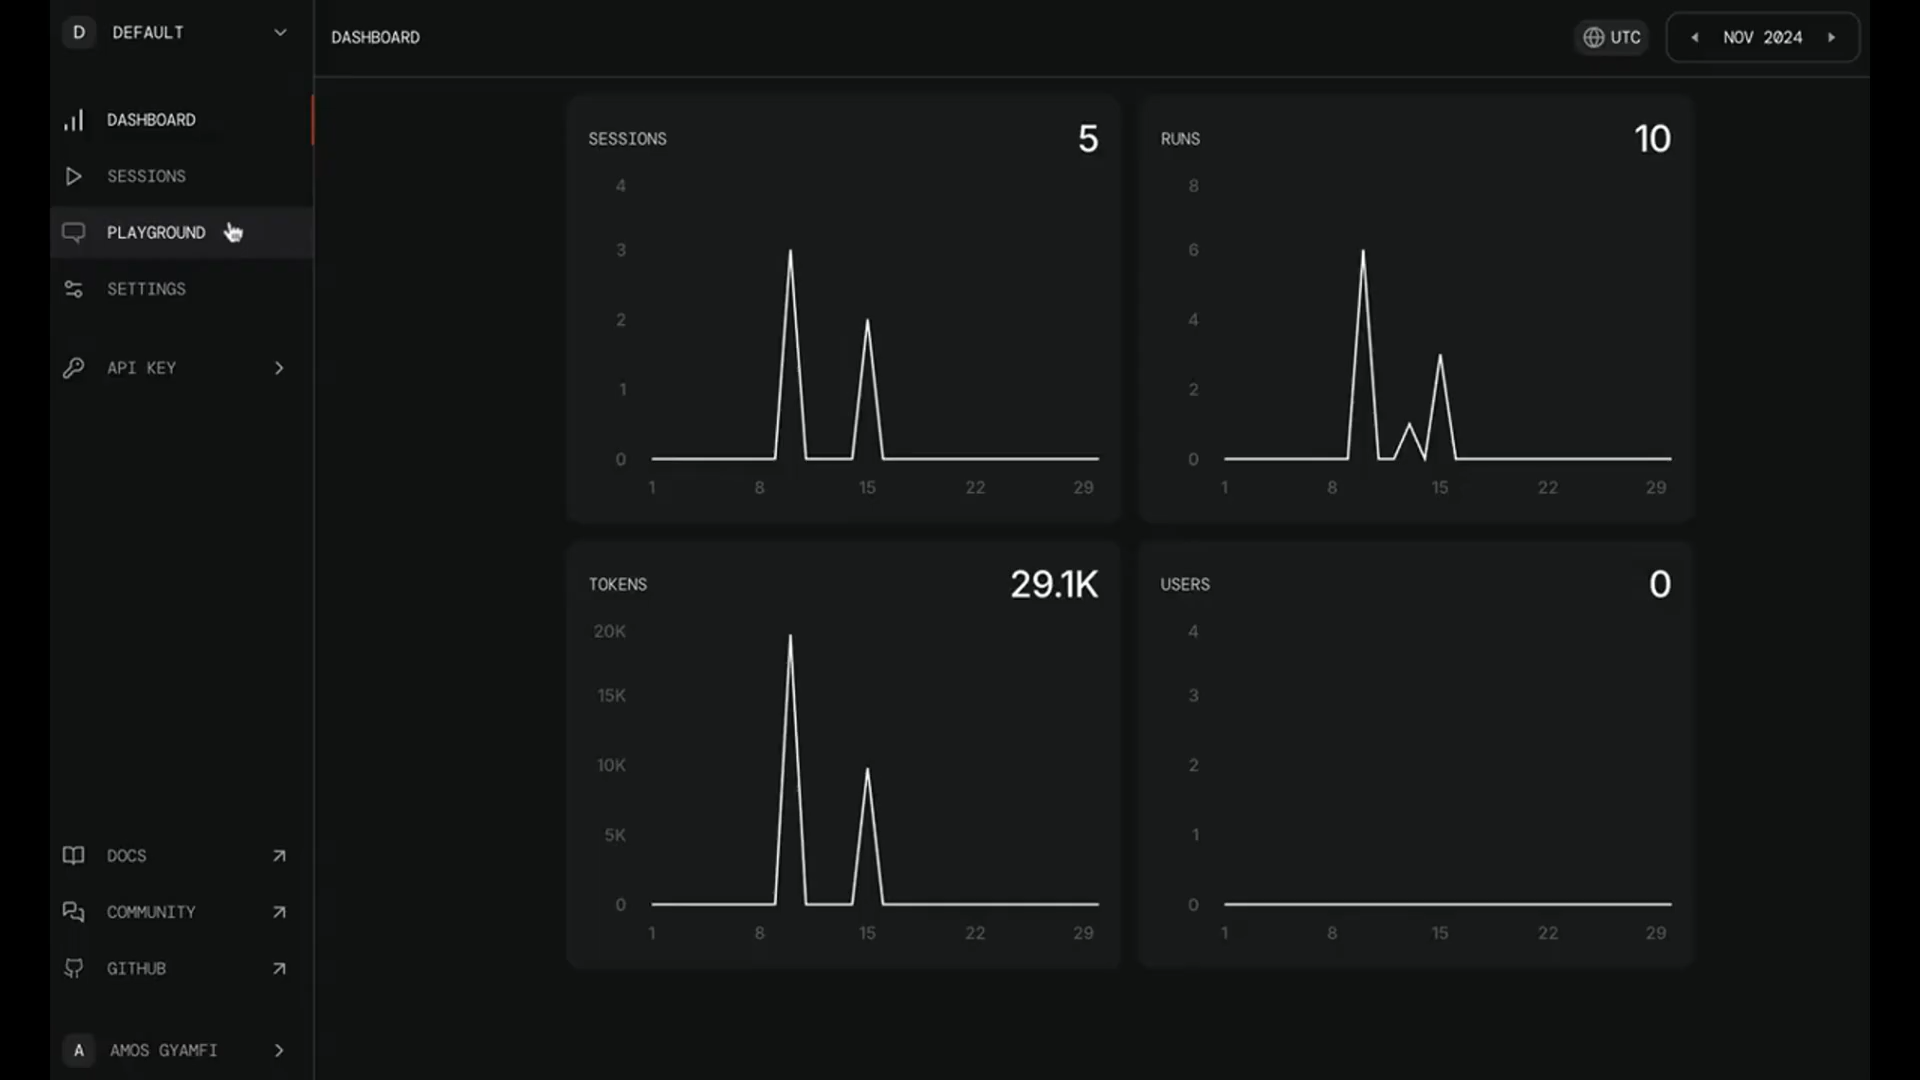 D DEFAULT
DASHBOARD
SESSIONS
PLAYGROUND
SETTINGS
API KEY
DOCS
COMMUNITY
GITHUB
A AMOS GYAMFI
DASHBOARD
UTC
NOV 2024
SESSIONS 5
4
3
2
1
0
1 8 15 22 29
RUNS 10
8
6
4
2
0
1 8 15 22 29
TOKENS 29.1K
20K
15K
10K
5K
0
1 8 15 22 29
USERS 0
4
3
2
1
0
1 8 15 22 29